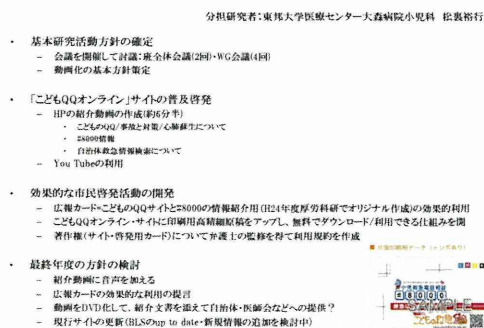 分担研究者：東邦大学医療センター大森病院小児科 松裏裕行
・ 基本研究活動方針の確定
– 会議を開催して討議：班全体会議(2回)・WG会議(4回)
– 動画化の基本方針策定
・ 「こどもQQオンライン」サイトの普及啓発
– HPの紹介動画の作成(約6分半)
・ こどものQQ/事故と対策/心肺蘇生について
・ #8000情報
・ 自治体救急情報検索について
– You Tubeの利用
・ 効果的な市民啓発活動の開発
– 広報カード=こどものQQサイトと#8000の情報紹介用(H24年度厚労科研でオリジナル作成)の効果的利用
– こどもQQオンライン・サイトに印刷用高精細原稿をアップし、無料でダウンロード/利用できる仕組みを開
– 著作権(サイト・啓発用カード)について弁護士の監修を得て利用規約を作成
・ 最終年度の方針の検討
– 紹介動画に音声を加える
– 広報カードの効果的な利用の提言
– 動画をDVD化して、紹介文書を添えて自治体・医師会などへの提供？
– 現行サイトの更新(BLSのup to date・新規情報の追加を検討中)
#8000
SAMPLE